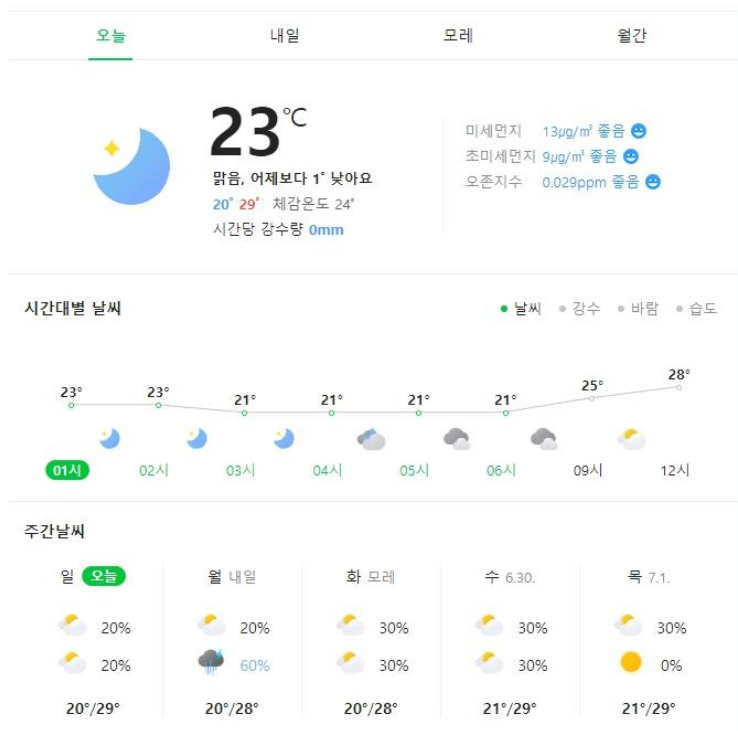 오늘 내일 모레 월간
23℃
맑음, 어제보다 1° 낮아요
20° 29° 체감온도 24°
시간당 강수량 0mm
미세먼지 13㎍/㎥ 좋음
초미세먼지 9㎍/㎥ 좋음
오존지수 0.029ppm 좋음
시간대별 날씨
날씨 강수 바람 습도
23° 23° 21° 21° 21° 21° 25° 28°
01시 02시 03시 04시 05시 06시 09시 12시
주간날씨
일 오늘 월 내일 화 모레 수 6.30. 목 7.1.
20% 20% 30% 30% 30%
20% 60% 30% 30% 0%
20°/29° 20°/28° 20°/28° 21°/29° 21°/29°